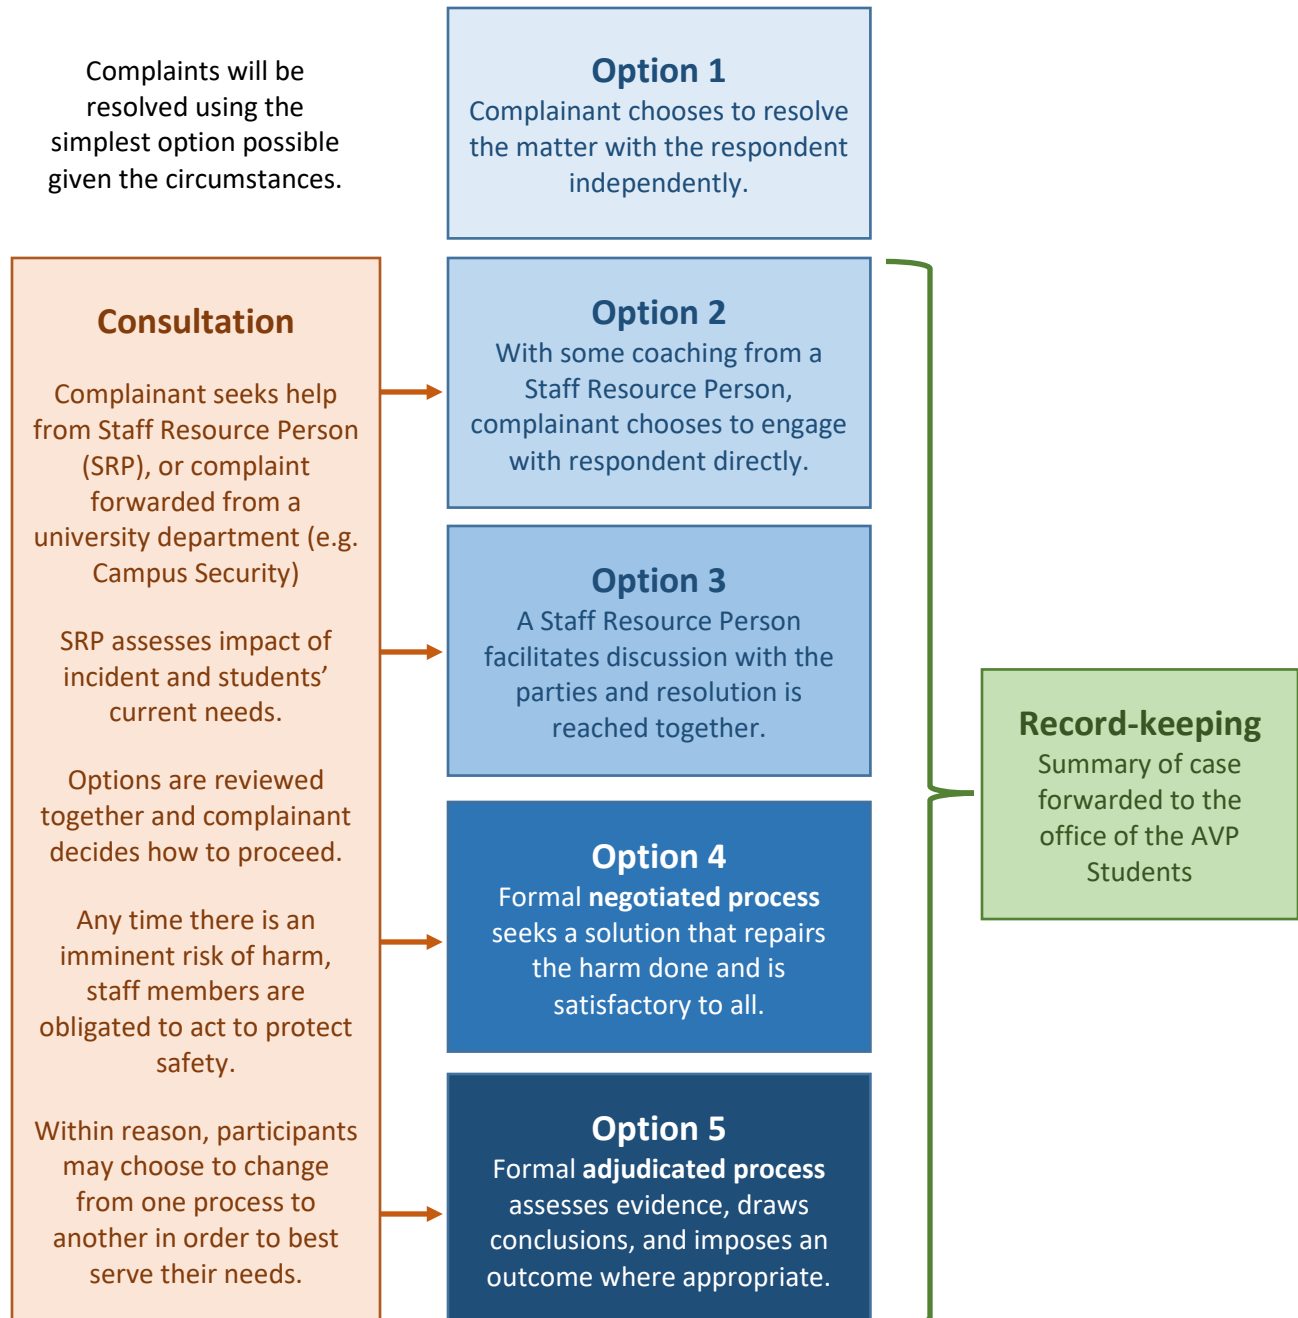 Complaints will be
resolved using the
simplest option possible
given the circumstances.
Option 1
Complainant chooses to resolve
the matter with the respondent
independently.
Consultation
Complainant seeks help
from Staff Resource Person
(SRP), or complaint
forwarded from a
university department (e.g.
Campus Security)
SRP assesses impact of
incident and students’
current needs.
Options are reviewed
together and complainant
decides how to proceed.
Any time there is an
imminent risk of harm,
staff members are
obligated to act to protect
safety.
Within reason, participants
may choose to change
from one process to
another in order to best
serve their needs.
Option 2
With some coaching from a
Staff Resource Person,
complainant chooses to engage
with respondent directly.
Option 3
A Staff Resource Person
facilitates discussion with the
parties and resolution is
reached together.
Option 4
Formal negotiated process
seeks a solution that repairs
the harm done and is
satisfactory to all.
Option 5
Formal adjudicated process
assesses evidence, draws
conclusions, and imposes an
outcome where appropriate.
Record-keeping
Summary of case
forwarded to the
office of the AVP
Students